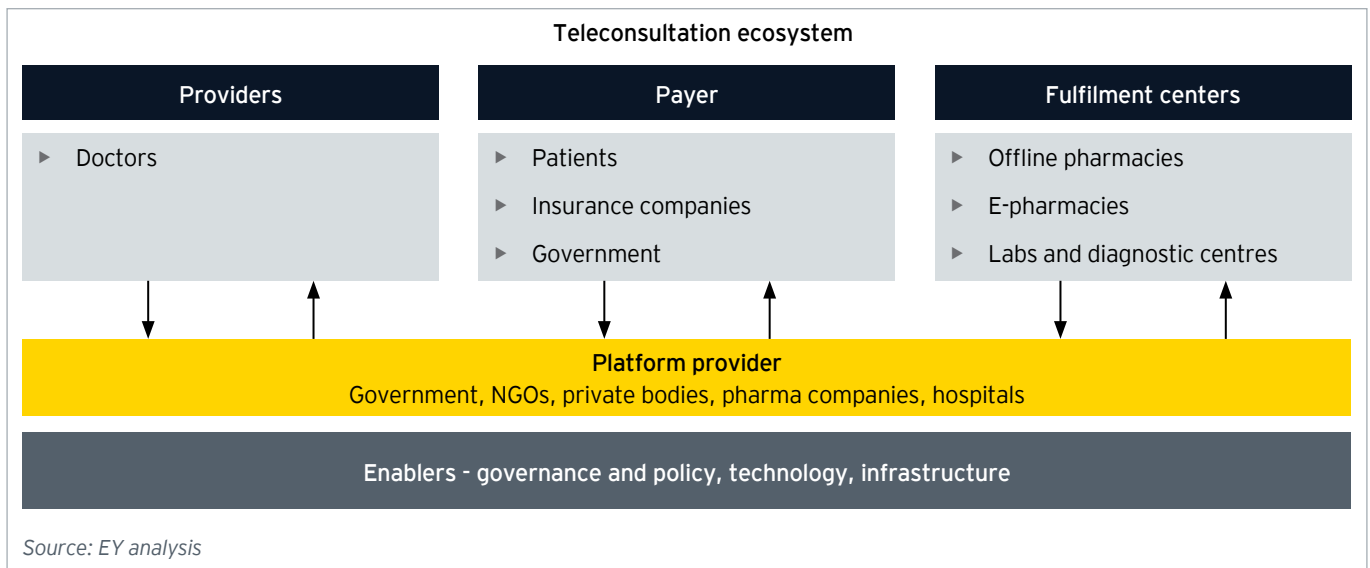 Teleconsultation ecosystem
Providers
Doctors
Payer
Patients
Insurance companies
Government
Fulfilment centers
Offline pharmacies
E-pharmacies
Labs and diagnostic centres
Platform provider
Government, NGOs, private bodies, pharma companies, hospitals
Enablers - governance and policy, technology, infrastructure
Source: EY analysis